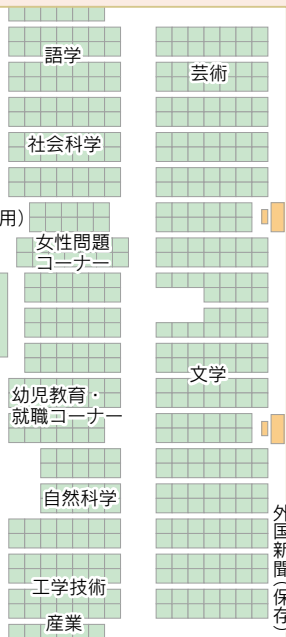 語学
芸術
社会科学
用）
女性問題
コーナー
文学
幼児教育・
就職コーナー
自然科学
外国新聞（保存）
工学技術
産業